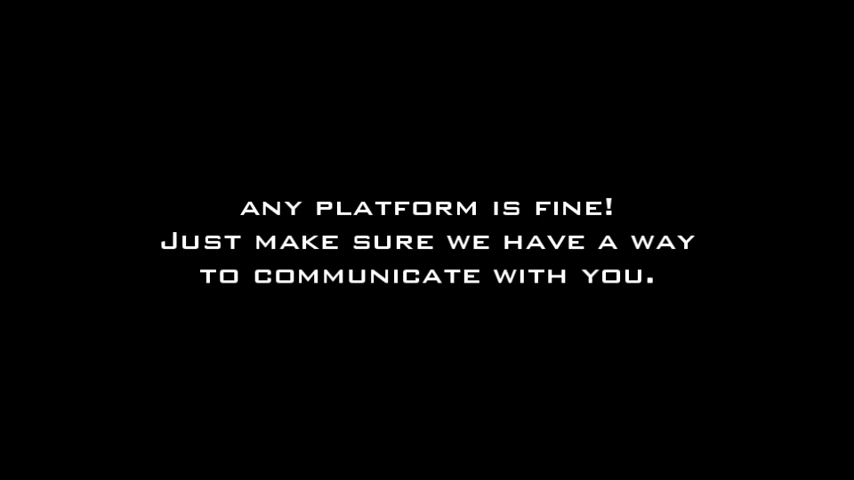 ANY PLATFORM IS FINE!
JUST MAKE SURE WE HAVE A WAY
TO COMMUNICATE WITH YOU.